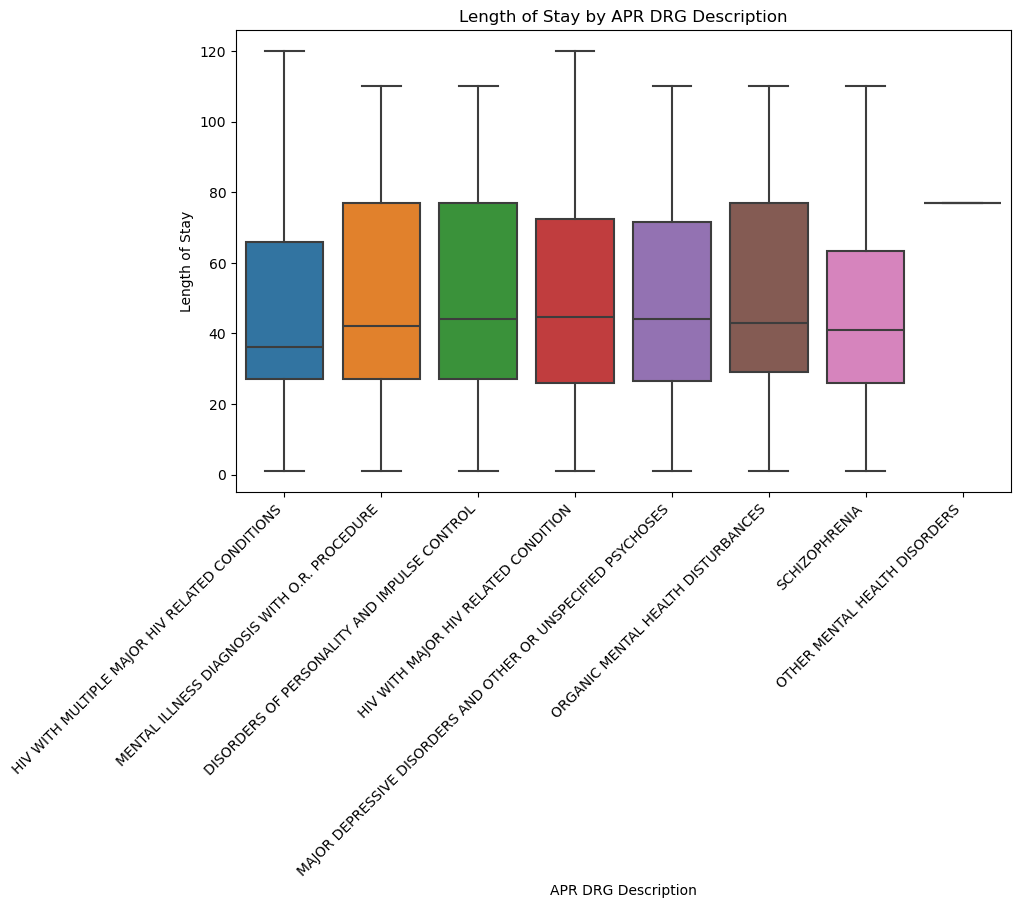 Length of Stay by APR DRG Description
Length of Stay
120
100
80
60
40
20
0
HIV WITH MULTIPLE MAJOR HIV RELATED CONDITIONS
MENTAL ILLNESS DIAGNOSIS WITH O.R. PROCEDURE
DISORDERS OF PERSONALITY AND IMPULSE CONTROL
HIV WITH MAJOR HIV RELATED CONDITION
MAJOR DEPRESSIVE DISORDERS AND OTHER OR UNSPECIFIED PSYCHOSES
ORGANIC MENTAL HEALTH DISTURBANCES
SCHIZOPHRENIA
OTHER MENTAL HEALTH DISORDERS
APR DRG Description